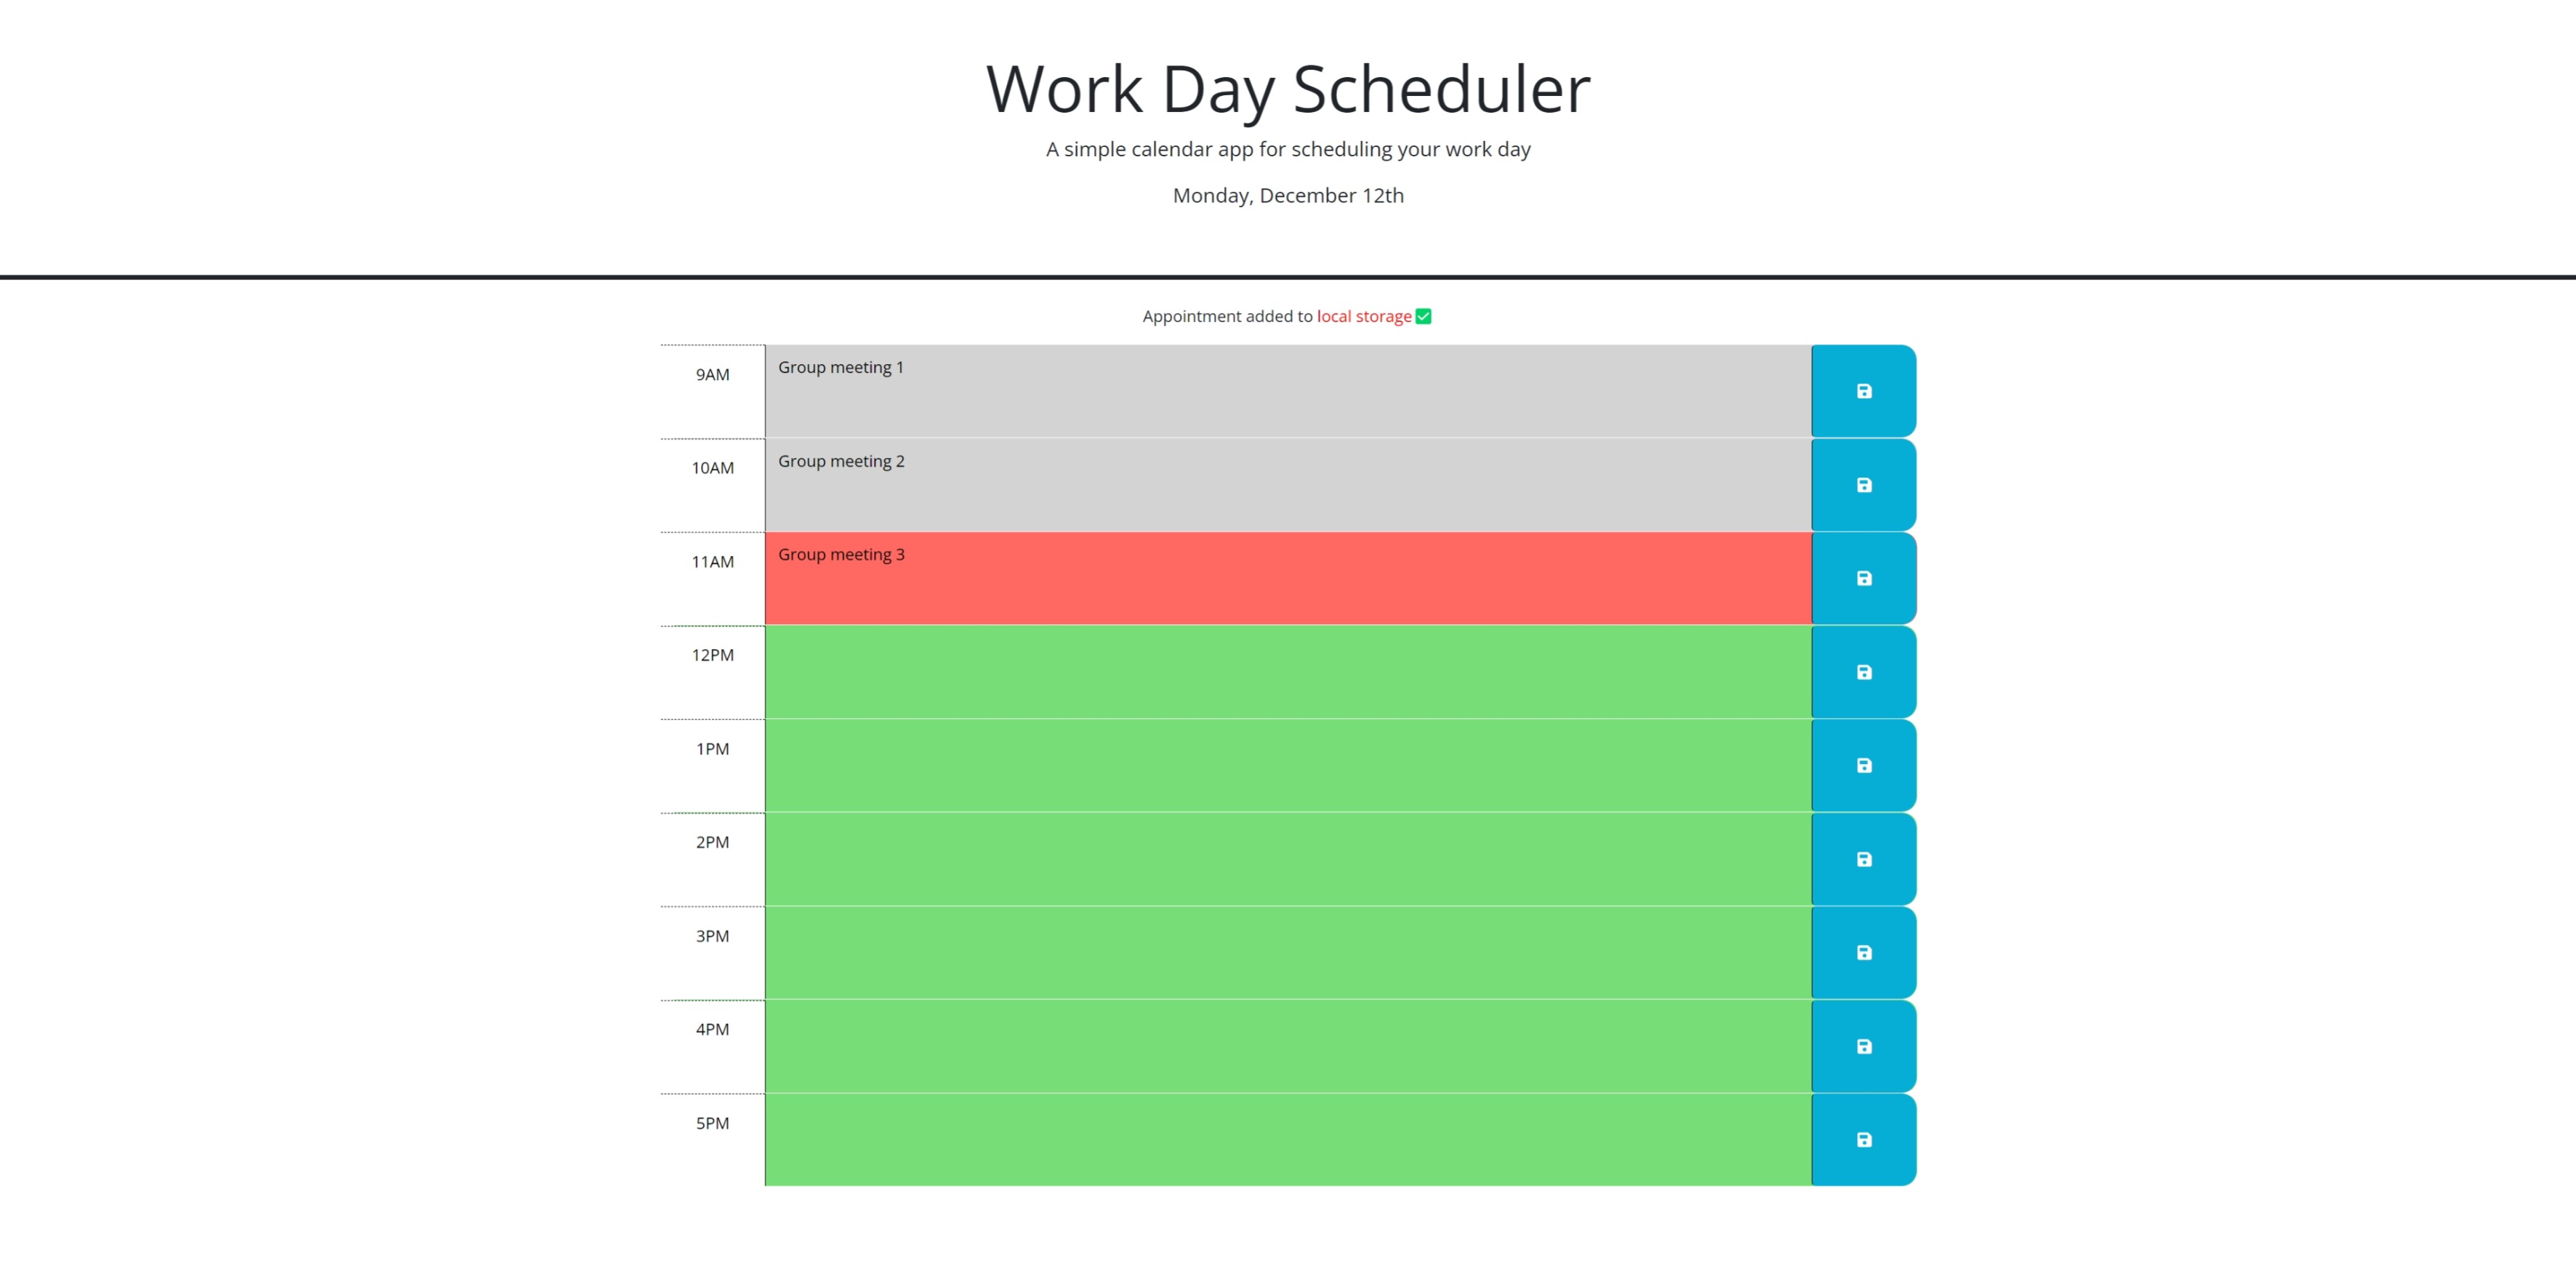 Work Day Scheduler
A simple calendar app for scheduling your work day
Monday, December 12th
Appointment added to local storage✅
9AM
Group meeting 1
10AM
Group meeting 2
11AM
Group meeting 3
12PM
1PM
2PM
3PM
4PM
5PM